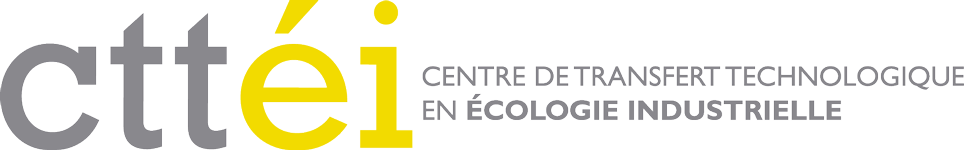 cttéi
CENTRE DE TRANSFERT TECHNOLOGIQUE
EN ÉCOLOGIE INDUSTRIELLE